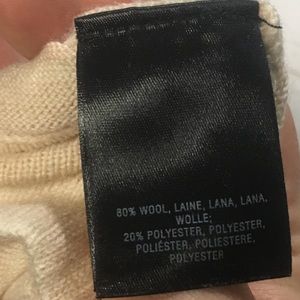 80% WOOL, LAINE, LANA, LANA,
WOLLE;
20% POLYESTER, POLYESTER,
POLIÉSTER, POLIESTERE,
POLYESTER